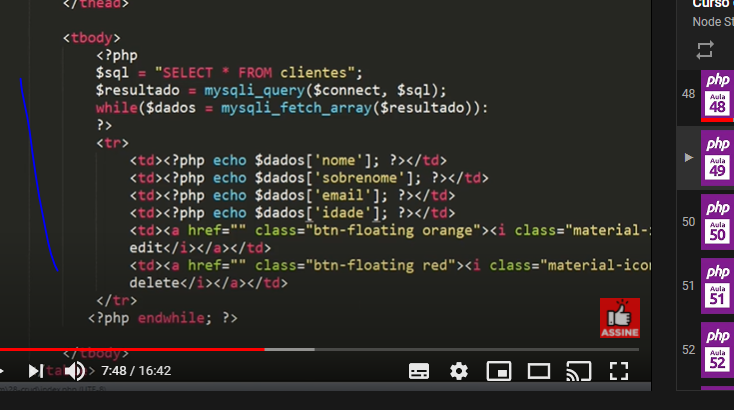 </thead>
<tbody>
<?php
$sql = "SELECT * FROM clientes";
$resultado = mysqli_query($connect, $sql);
while($dados = mysqli_fetch_array($resultado)):
?>
<tr>
<td><?php echo $dados['nome']; ?></td>
<td><?php echo $dados['sobrenome']; ?></td>
<td><?php echo $dados['email']; ?></td>
<td><?php echo $dados['idade']; ?></td>
<td><a href="" class="btn-floating orange"><i class="material-
edit</i></a></td>
<td><a href="" class="btn-floating red"><i class="material-ico
delete</i></a></td>
</tr>
<?php endwhile; ?>
</tbody>
ASSINE
7:48 / 16:42
Curso
Node St
48
php
Aula
48
php
Aula
49
50
php
Aula
50
51
php
Aula
51
52
php
Aula
52